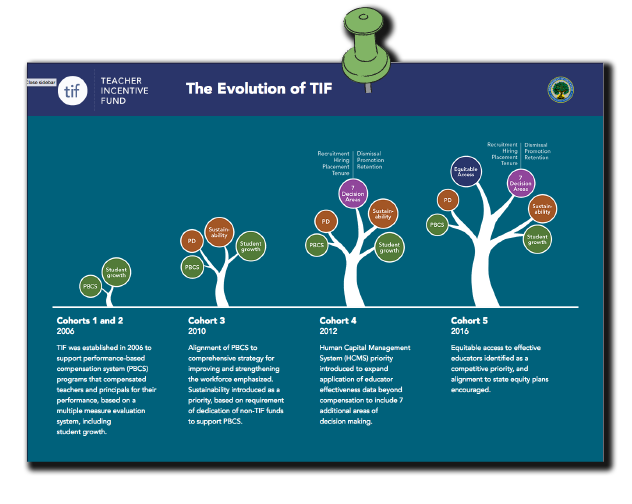 Close sidebar
tif
TEACHER
INCENTIVE
FUND
The Evolution of TIF
PBCS
Student
growth
PD
Sustain-
ability
Student
growth
PBCS
Recruitment
Hiring
Placement
Tenure
Dismissal
Promotion
Retention
7
Decision
Areas
PD
Sustain-
ability
PBCS
Student
growth
Recruitment
Hiring
Placement
Tenure
Dismissal
Promotion
Retention
Equitable
Access
7
Decision
Areas
PD
Sustain-
ability
PBCS
Student
growth
Cohorts 1 and 2
2006
TIF was established in 2006 to
support performance-based
compensation system (PBCS)
programs that compensated
teachers and principals for their
performance, based on a
multiple measure evaluation
system, including
student growth.
Cohort 3
2010
Alignment of PBCS to
comprehensive strategy for
improving and strengthening
the workforce emphasized.
Sustainability introduced as a
priority, based on requirement
of dedication of non-TIF funds
to support PBCS.
Cohort 4
2012
Human Capital Management
System (HCMS) priority
introduced to expand
application of educator
effectiveness data beyond
compensation to include 7
additional areas of
decision making.
Cohort 5
2016
Equitable access to effective
educators identified as a
competitive priority, and
alignment to state equity plans
encouraged.